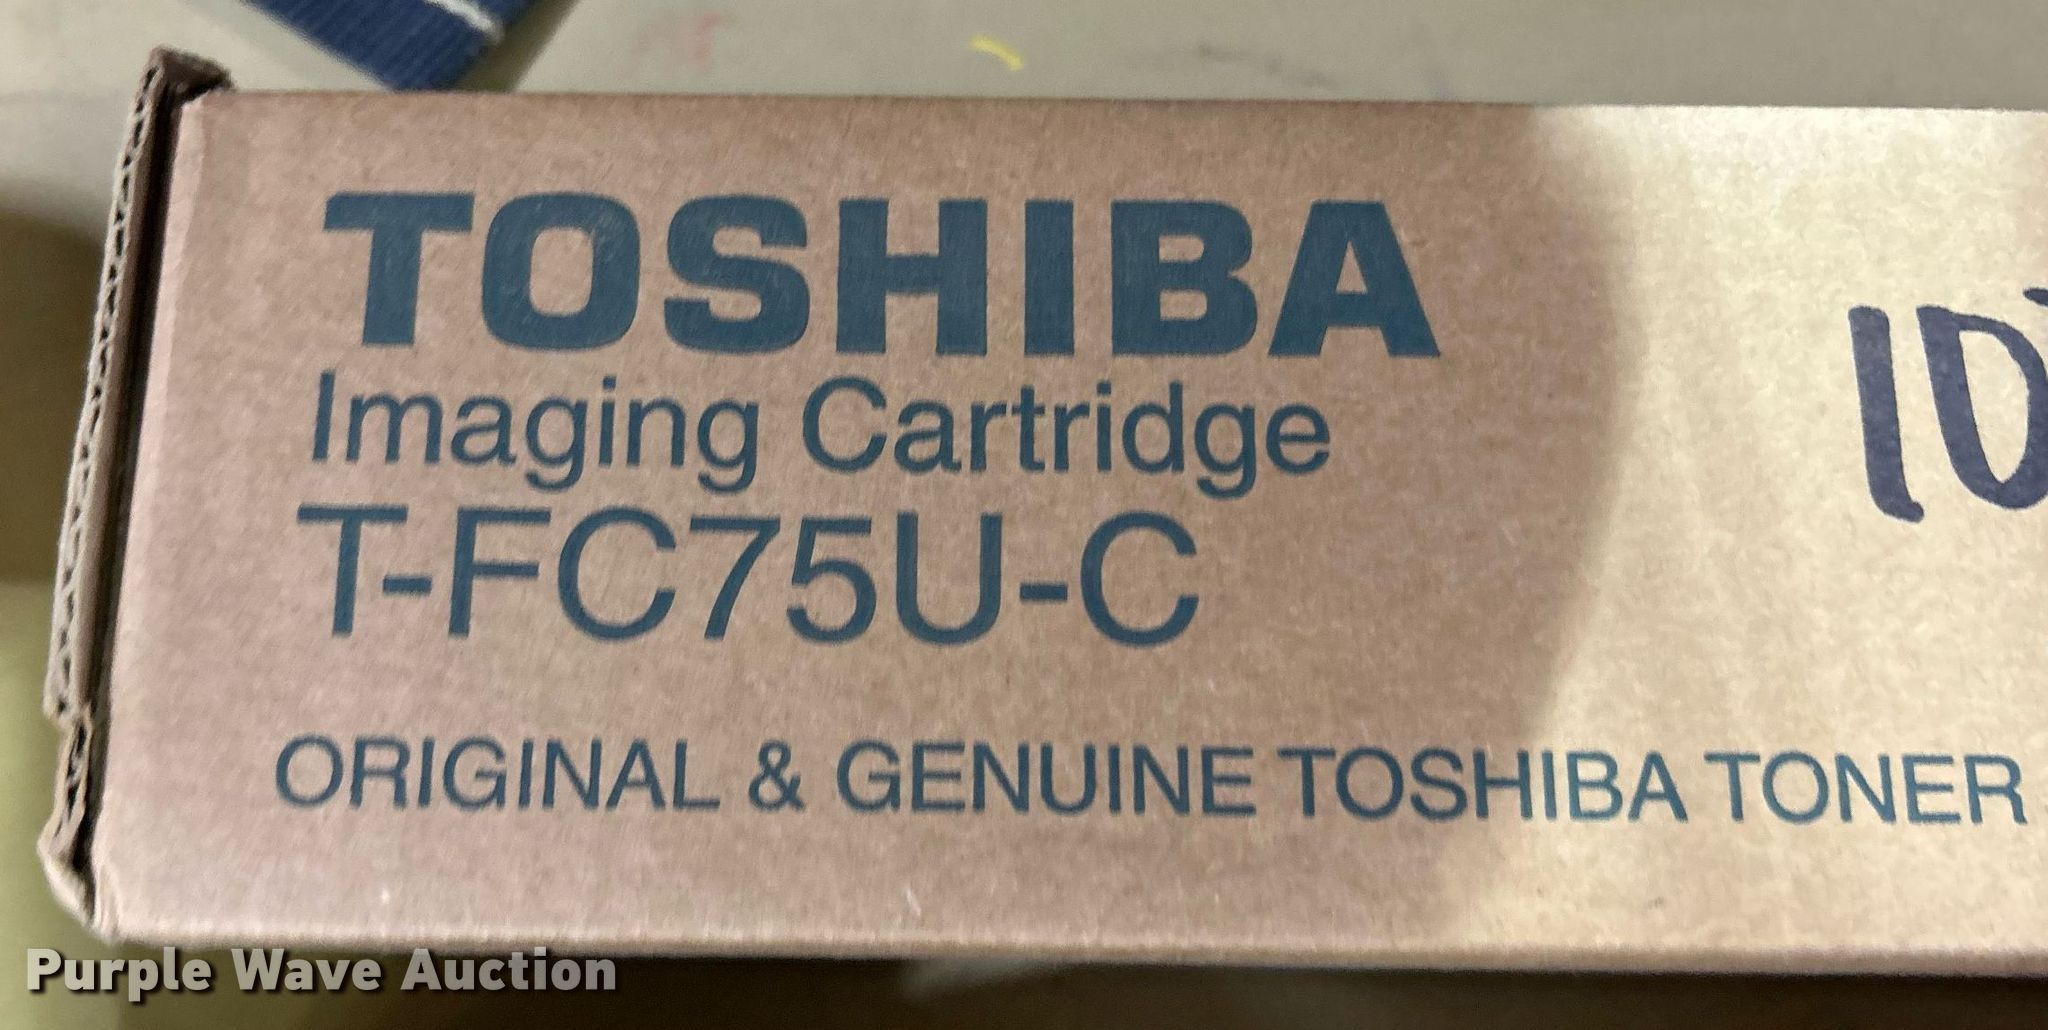 TOSHIBA
Imaging Cartridge
T-FC75U-C
ORIGINAL & GENUINE TOSHIBA TONER
Purple Wave Auction